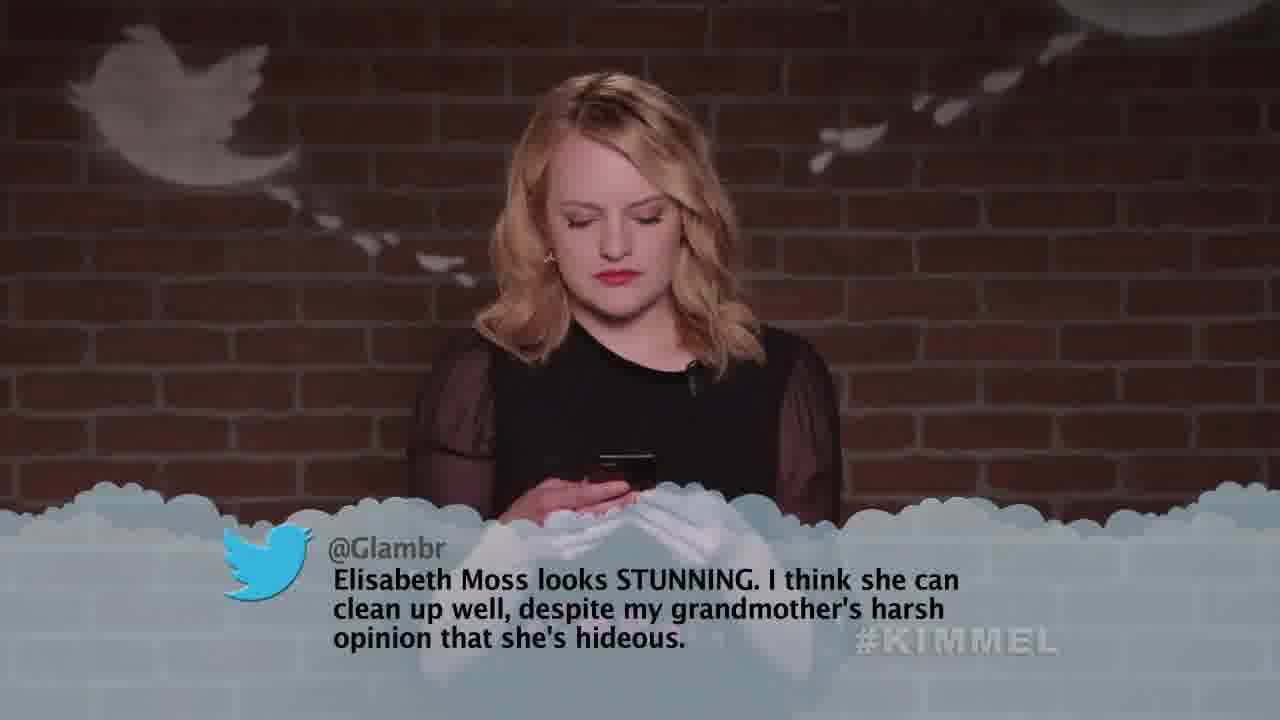 @Glambr
Elisabeth Moss looks STUNNING. I think she can
clean up well, despite my grandmother's harsh
opinion that she's hideous.
#KIMMEL